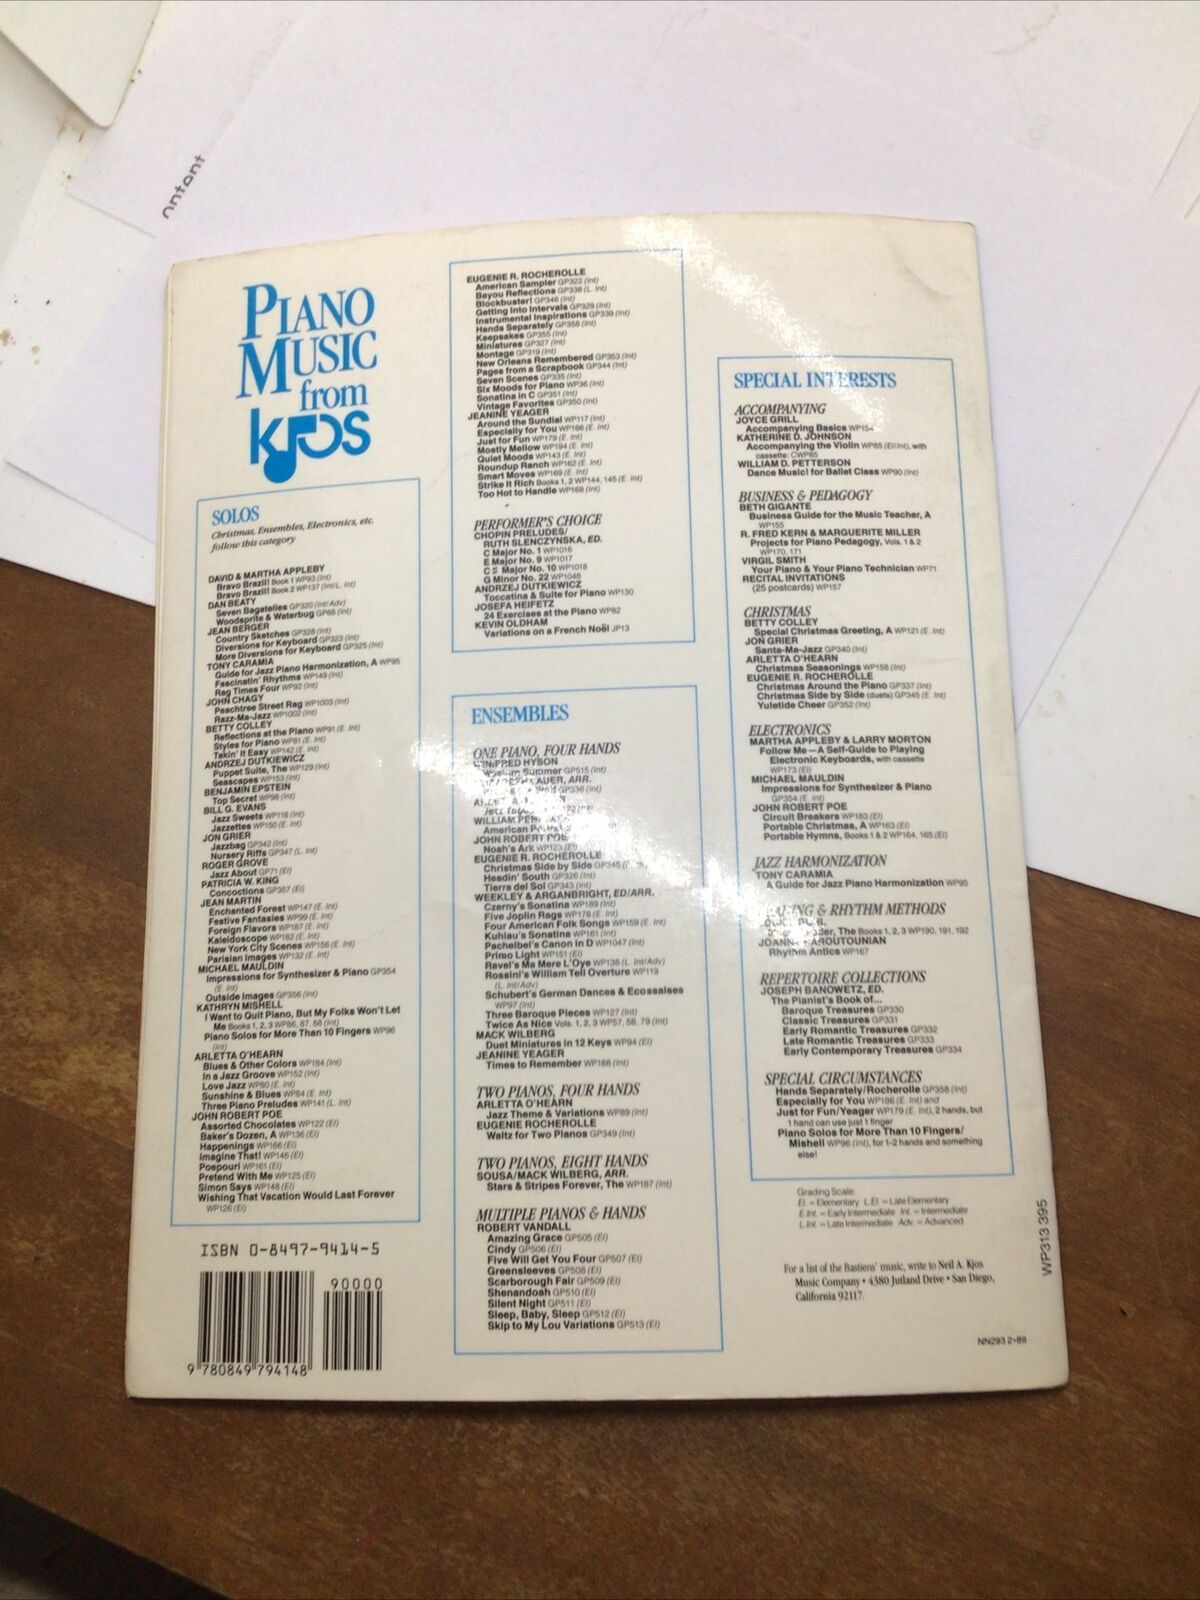 ontant
PIANO
MUSIC
from
kjos
SOLOS
Christmas, Ensembles, Electronics, etc.
follow this category
DAVID & MARTHA APPLEBY
Bravo Brazil! Book 1 WP93 (Int)
Bravo Brazil! Book 2 WP137 (Int/L. Int)
DAN BEATY
Seven Bagatelles GP320 (Int/Adv)
Woodsprite & Waterbug GP68 (Int)
JEAN BERGER
Country Sketches GP328 (Int)
Diversions for Keyboard GP323 (Int)
More Diversions for Keyboard GP325 (Int)
TONY CARAMIA
Guide for Jazz Piano Harmonization, A WP95
Fascinatin' Rhythms WP149 (Int)
Rag Times Four WP92 (Int)
JOHN CHAGY
Peachtree Street Rag WP1003 (Int)
Razz-Ma-Jazz WP1002 (Int)
BETTY COLLEY
Reflections at the Piano WP91 (E. Int)
Styles for Piano WP81 (E. Int)
Takin' It Easy WP142 (E. Int)
ANDRZEJ DUTKIEWICZ
Puppet Suite, The WP129 (Int)
Seascapes WP153 (Int)
BENJAMIN EPSTEIN
Top Secret WP98 (Int)
BILL G. EVANS
Jazz Sweets WP118 (Int)
Jazzettes WP150 (E. Int)
JON GRIER
Jazzbag GP342 (Int)
Nursery Riffs GP347 (L. Int)
ROGER GROVE
Jazz About GP71 (El)
PATRICIA W. KING
Concoctions GP357 (El)
JEAN MARTIN
Enchanted Forest WP147 (E. Int)
Festive Fantasies WP99 (E. Int)
Foreign Flavors WP187 (E. Int)
Kaleidoscope WP182 (E. Int)
New York City Scenes WP156 (E. Int)
Parisian Images WP132 (E. Int)
MICHAEL MAULDIN
Impressions for Synthesizer & Piano GP354
(E. Int)
Outside Images GP356 (Int)
KATHRYN MISHELL
I Want to Quit Piano, But My Folks Won't Let
Me Books 1, 2, 3 WP86, 87, 88 (Int)
Piano Solos for More Than 10 Fingers WP96
(Int)
ARLETTA O'HEARN
Blues & Other Colors WP184 (Int)
In a Jazz Groove WP152 (Int)
Love Jazz WP80 (E. Int)
Sunshine & Blues WP84 (E. Int)
Three Piano Preludes WP141 (L. Int)
JOHN ROBERT POE
Assorted Chocolates WP122 (El)
Baker's Dozen, A WP136 (El)
Happenings WP166 (El)
Imagine That! WP146 (El)
Poepouri WP161 (El)
Pretend With Me WP125 (El)
Simon Says WP148 (El)
Wishing That Vacation Would Last Forever
WP126 (El)
ISBN 0-8497-9414-5
90000
9 780849 794148
EUGENIE R. ROCHEROLLE
American Sampler GP322 (Int)
Bayou Reflections GP338 (L. Int)
Blockbuster! GP346 (Int)
Getting Into Intervals GP329 (Int)
Instrumental Inspirations GP339 (Int)
Hands Separately GP358 (Int)
Keepsakes GP355 (Int)
Miniatures GP327 (Int)
Montage GP319 (Int)
New Orleans Remembered GP353 (Int)
Pages from a Scrapbook GP344 (Int)
Seven Scenes GP335 (Int)
Six Moods for Piano WP36 (Int)
Sonatina in C GP351 (Int)
Vintage Favorites GP350 (Int)
JEANINE YEAGER
Around the Sundial WP117 (Int)
Especially for You WP186 (E. Int)
Just for Fun WP179 (E. Int)
Mostly Mellow WP194 (E. Int)
Quiet Moods WP143 (E. Int)
Roundup Ranch WP162 (E. Int)
Smart Moves WP169 (E. Int)
Strike It Rich Books 1, 2 WP144, 145 (E. Int)
Too Hot to Handle WP168 (Int)
PERFORMER'S CHOICE
CHOPIN PRELUDES/
RUTH SLENCZYNSKA, ED.
C Major No. 1 WP1016
E Major No. 9 WP1017
C♯ Major No. 10 WP1018
G Minor No. 22 WP1048
ANDRZEJ DUTKIEWICZ
Toccatina & Suite for Piano WP130
JOSEFA HEIFETZ
24 Exercises at the Piano WP82
KEVIN OLDHAM
Variations on a French Noël JP13
ENSEMBLES
ONE PIANO, FOUR HANDS
WINIFRED HYSON
Western Summer GP515 (Int)
LAUER, ARR.
GP336 (Int)
Jazz
WILLIAM
American
JOHN ROBERT POE
Noah's Ark WP123 (El)
EUGENIE R. ROCHEROLLE
Christmas Side by Side GP345
Headin' South GP326 (Int)
Tierra del Sol GP343 (Int)
WEEKLEY & ARGANBRIGHT, ED/ARR.
Czerny's Sonatina WP189 (Int)
Five Joplin Rags WP178 (E. Int)
Four American Folk Songs WP159 (E. Int)
Kuhlau's Sonatina WP181 (Int)
Pachelbel's Canon in D WP1047 (Int)
Primo Light WP151 (El)
Ravel's Ma Mere L'Oye WP138 (L. Int/Adv)
Rossini's William Tell Overture WP119
(L. Int/Adv)
Schubert's German Dances & Ecossaises
WP97 (Int)
Three Baroque Pieces WP127 (Int)
Twice As Nice Vols. 1, 2, 3 WP57, 58, 79 (Int)
MACK WILBERG
Duet Miniatures in 12 Keys WP94 (El)
JEANINE YEAGER
Times to Remember WP188 (Int)
TWO PIANOS, FOUR HANDS
ARLETTA O'HEARN
Jazz Theme & Variations WP89 (Int)
EUGENIE ROCHEROLLE
Waltz for Two Pianos GP349 (Int)
TWO PIANOS, EIGHT HANDS
SOUSA/MACK WILBERG, ARR.
Stars & Stripes Forever, The WP187 (Int)
MULTIPLE PIANOS & HANDS
ROBERT VANDALL
Amazing Grace GP505 (El)
Cindy GP506 (El)
Five Will Get You Four GP507 (El)
Greensleeves GP508 (El)
Scarborough Fair GP509 (El)
Shenandoah GP510 (El)
Silent Night GP511 (El)
Sleep, Baby, Sleep GP512 (El)
Skip to My Lou Variations GP513 (El)
SPECIAL INTERESTS
ACCOMPANYING
JOYCE GRILL
Accompanying Basics WP154
KATHERINE D. JOHNSON
Accompanying the Violin WP85 (El/Int), with
cassette: CWP85
WILLIAM D. PETTERSON
Dance Music! for Ballet Class WP90 (Int)
BUSINESS & PEDAGOGY
BETH GIGANTE
Business Guide for the Music Teacher, A
WP155
R. FRED KERN & MARGUERITE MILLER
Projects for Piano Pedagogy, Vols. 1 & 2
WP170, 171
VIRGIL SMITH
Your Piano & Your Piano Technician WP71
RECITAL INVITATIONS
(25 postcards) WP157
CHRISTMAS
BETTY COLLEY
Special Christmas Greeting, A WP121 (E. Int)
JON GRIER
Santa-Ma-Jazz GP340 (Int)
ARLETTA O'HEARN
Christmas Seasonings WP158 (Int)
EUGENIE R. ROCHEROLLE
Christmas Around the Piano GP337 (Int)
Christmas Side by Side (duets) GP345 (E. Int)
Yuletide Cheer GP352 (Int)
ELECTRONICS
MARTHA APPLEBY & LARRY MORTON
Follow Me—A Self-Guide to Playing
Electronic Keyboards, with cassette
WP173 (El)
MICHAEL MAULDIN
Impressions for Synthesizer & Piano
GP354 (E. Int)
JOHN ROBERT POE
Circuit Breakers WP183 (El)
Portable Christmas, A WP163 (El)
Portable Hymns, Books 1 & 2 WP164, 165 (El)
JAZZ HARMONIZATION
TONY CARAMIA
A Guide for Jazz Piano Harmonization WP95
& RHYTHM METHODS
The Books 1, 2, 3 WP190, 191, 192
JOANN HAROUTOUNIAN
Rhythm Antics WP167
REPERTOIRE COLLECTIONS
JOSEPH BANOWETZ, ED.
The Pianist's Book of...
Baroque Treasures GP330
Classic Treasures GP331
Early Romantic Treasures GP332
Late Romantic Treasures GP333
Early Contemporary Treasures GP334
SPECIAL CIRCUMSTANCES
Hands Separately/Rocherolle GP358 (Int)
Especially for You WP186 (E. Int) and
Just for Fun/Yeager WP179 (E. Int), 2 hands, but
1 hand can use just 1 finger
Piano Solos for More Than 10 Fingers/
Mishell WP96 (Int), for 1-2 hands and something
else!
Grading Scale:
El. = Elementary L.El. = Late Elementary
E.Int. = Early Intermediate Int. = Intermediate
L.Int. = Late Intermediate Adv. = Advanced
For a list of the Bastiens' music, write to Neil A. Kjos
Music Company • 4380 Jutland Drive • San Diego,
California 92117.
WP313 395
NN293 2-89